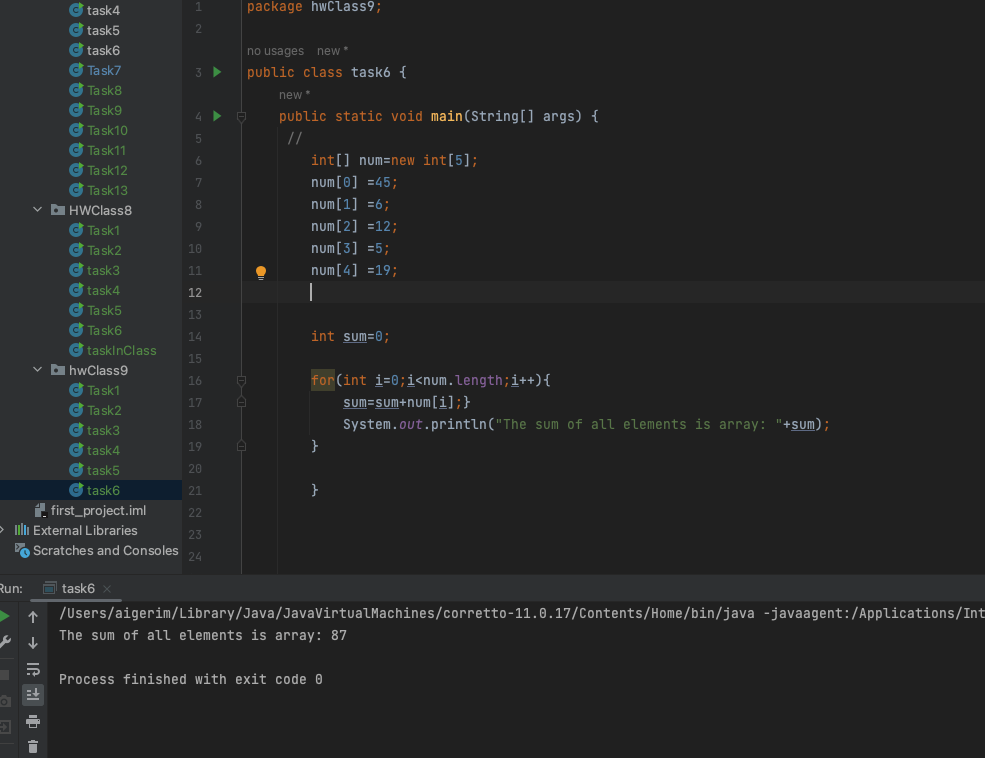 task4
task5
task6
Task7
Task8
Task9
Task10
Task11
Task12
Task13
HWClass8
Task1
Task2
task3
task4
Task5
Task6
taskInClass
hwClass9
Task1
Task2
task3
task4
task5
task6
first_project.iml
External Libraries
Scratches and Consoles
1 package hwClass9;
2
no usages new *
3 public class task6 {
new *
4 public static void main(String[] args) {
5 //
6 int[] num=new int[5];
7 num[0] =45;
8 num[1] =6;
9 num[2] =12;
10 num[3] =5;
11 num[4] =19;
12
13
14 int sum=0;
15
16 for(int i=0;i<num.length;i++){
17 sum=sum+num[i];}
18 System.out.println("The sum of all elements is array: "+sum);
19 }
20
21 }
22
23
24
Run: task6
/Users/aigerim/Library/Java/JavaVirtualMachines/corretto-11.0.17/Contents/Home/bin/java -javaagent:/Applications/Int
The sum of all elements is array: 87
Process finished with exit code 0